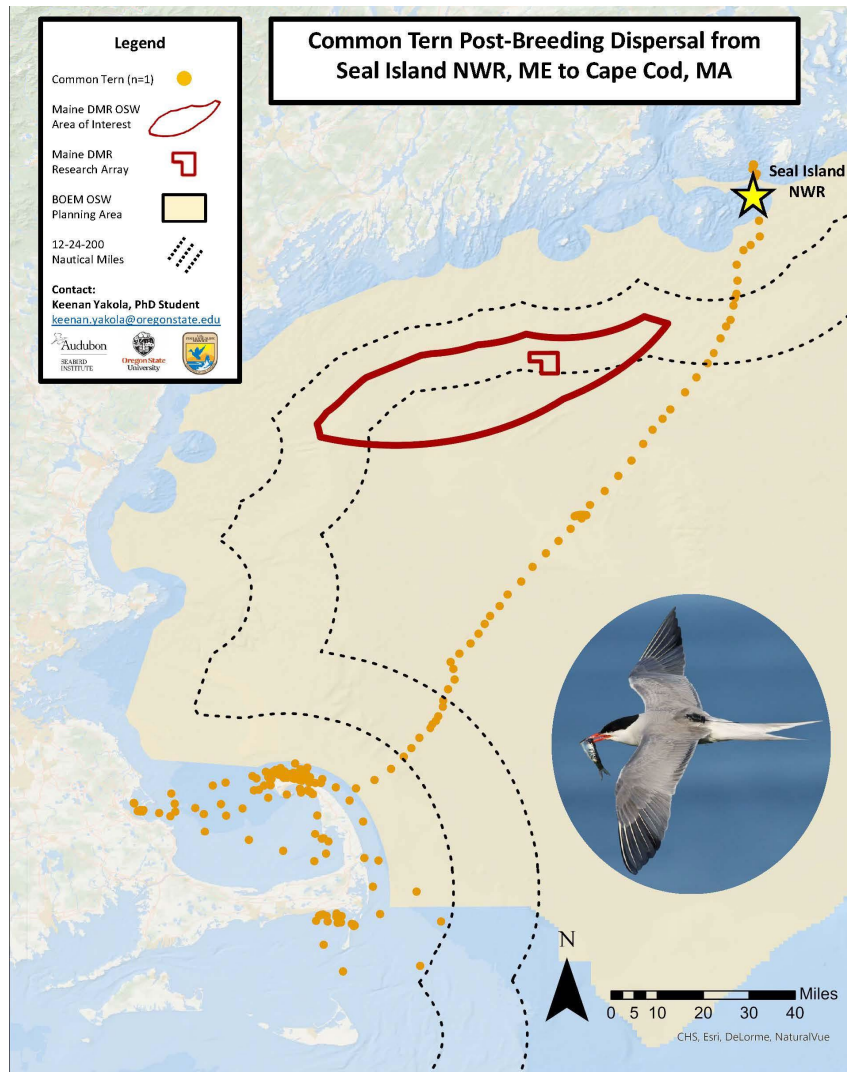 Legend
Common Tern (n=1)
Maine DMR OSW
Area of Interest
Maine DMR
Research Array
BOEM OSW
Planning Area
12-24-200
Nautical Miles
Contact:
Keenan Yakola, PhD Student
keenan.yakola@oregonstate.edu
Audubon
SEABIRD
INSTITUTE
Oregon State
University
Common Tern Post-Breeding Dispersal from
Seal Island NWR, ME to Cape Cod, MA
Seal Island
NWR
N
Miles
0 5 10 20 30 40
CHS, Esri, DeLorme, NaturalVue